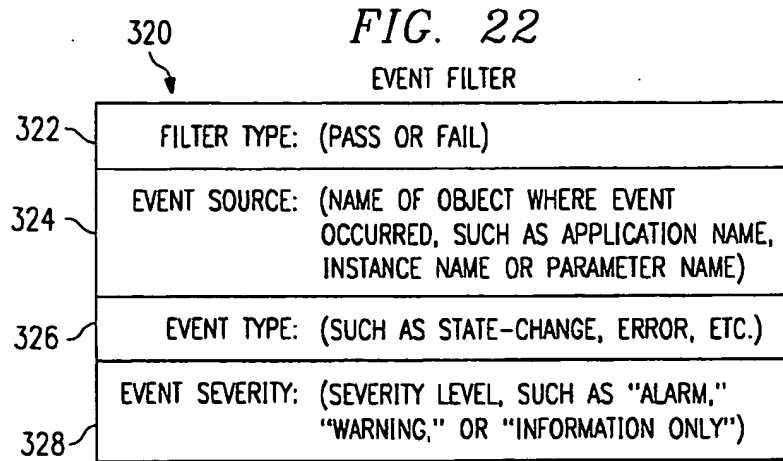 FIG. 22
320
EVENT FILTER
322 FILTER TYPE: (PASS OR FAIL)
324 EVENT SOURCE: (NAME OF OBJECT WHERE EVENT
OCCURRED, SUCH AS APPLICATION NAME,
INSTANCE NAME OR PARAMETER NAME)
326 EVENT TYPE: (SUCH AS STATE-CHANGE, ERROR, ETC.)
328 EVENT SEVERITY: (SEVERITY LEVEL, SUCH AS "ALARM,"
"WARNING," OR "INFORMATION ONLY")